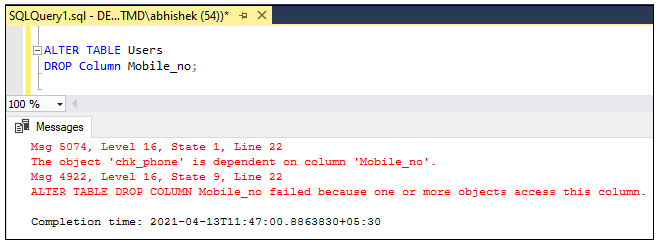 SQLQuery1.sql - DE...TMD\abhishek (54))*
ALTER TABLE Users
DROP Column Mobile_no;
100 %
Messages
Msg 5074, Level 16, State 1, Line 22
The object 'chk_phone' is dependent on column 'Mobile_no'.
Msg 4922, Level 16, State 9, Line 22
ALTER TABLE DROP COLUMN Mobile_no failed because one or more objects access this column.
Completion time: 2021-04-13T11:47:00.8863830+05:30